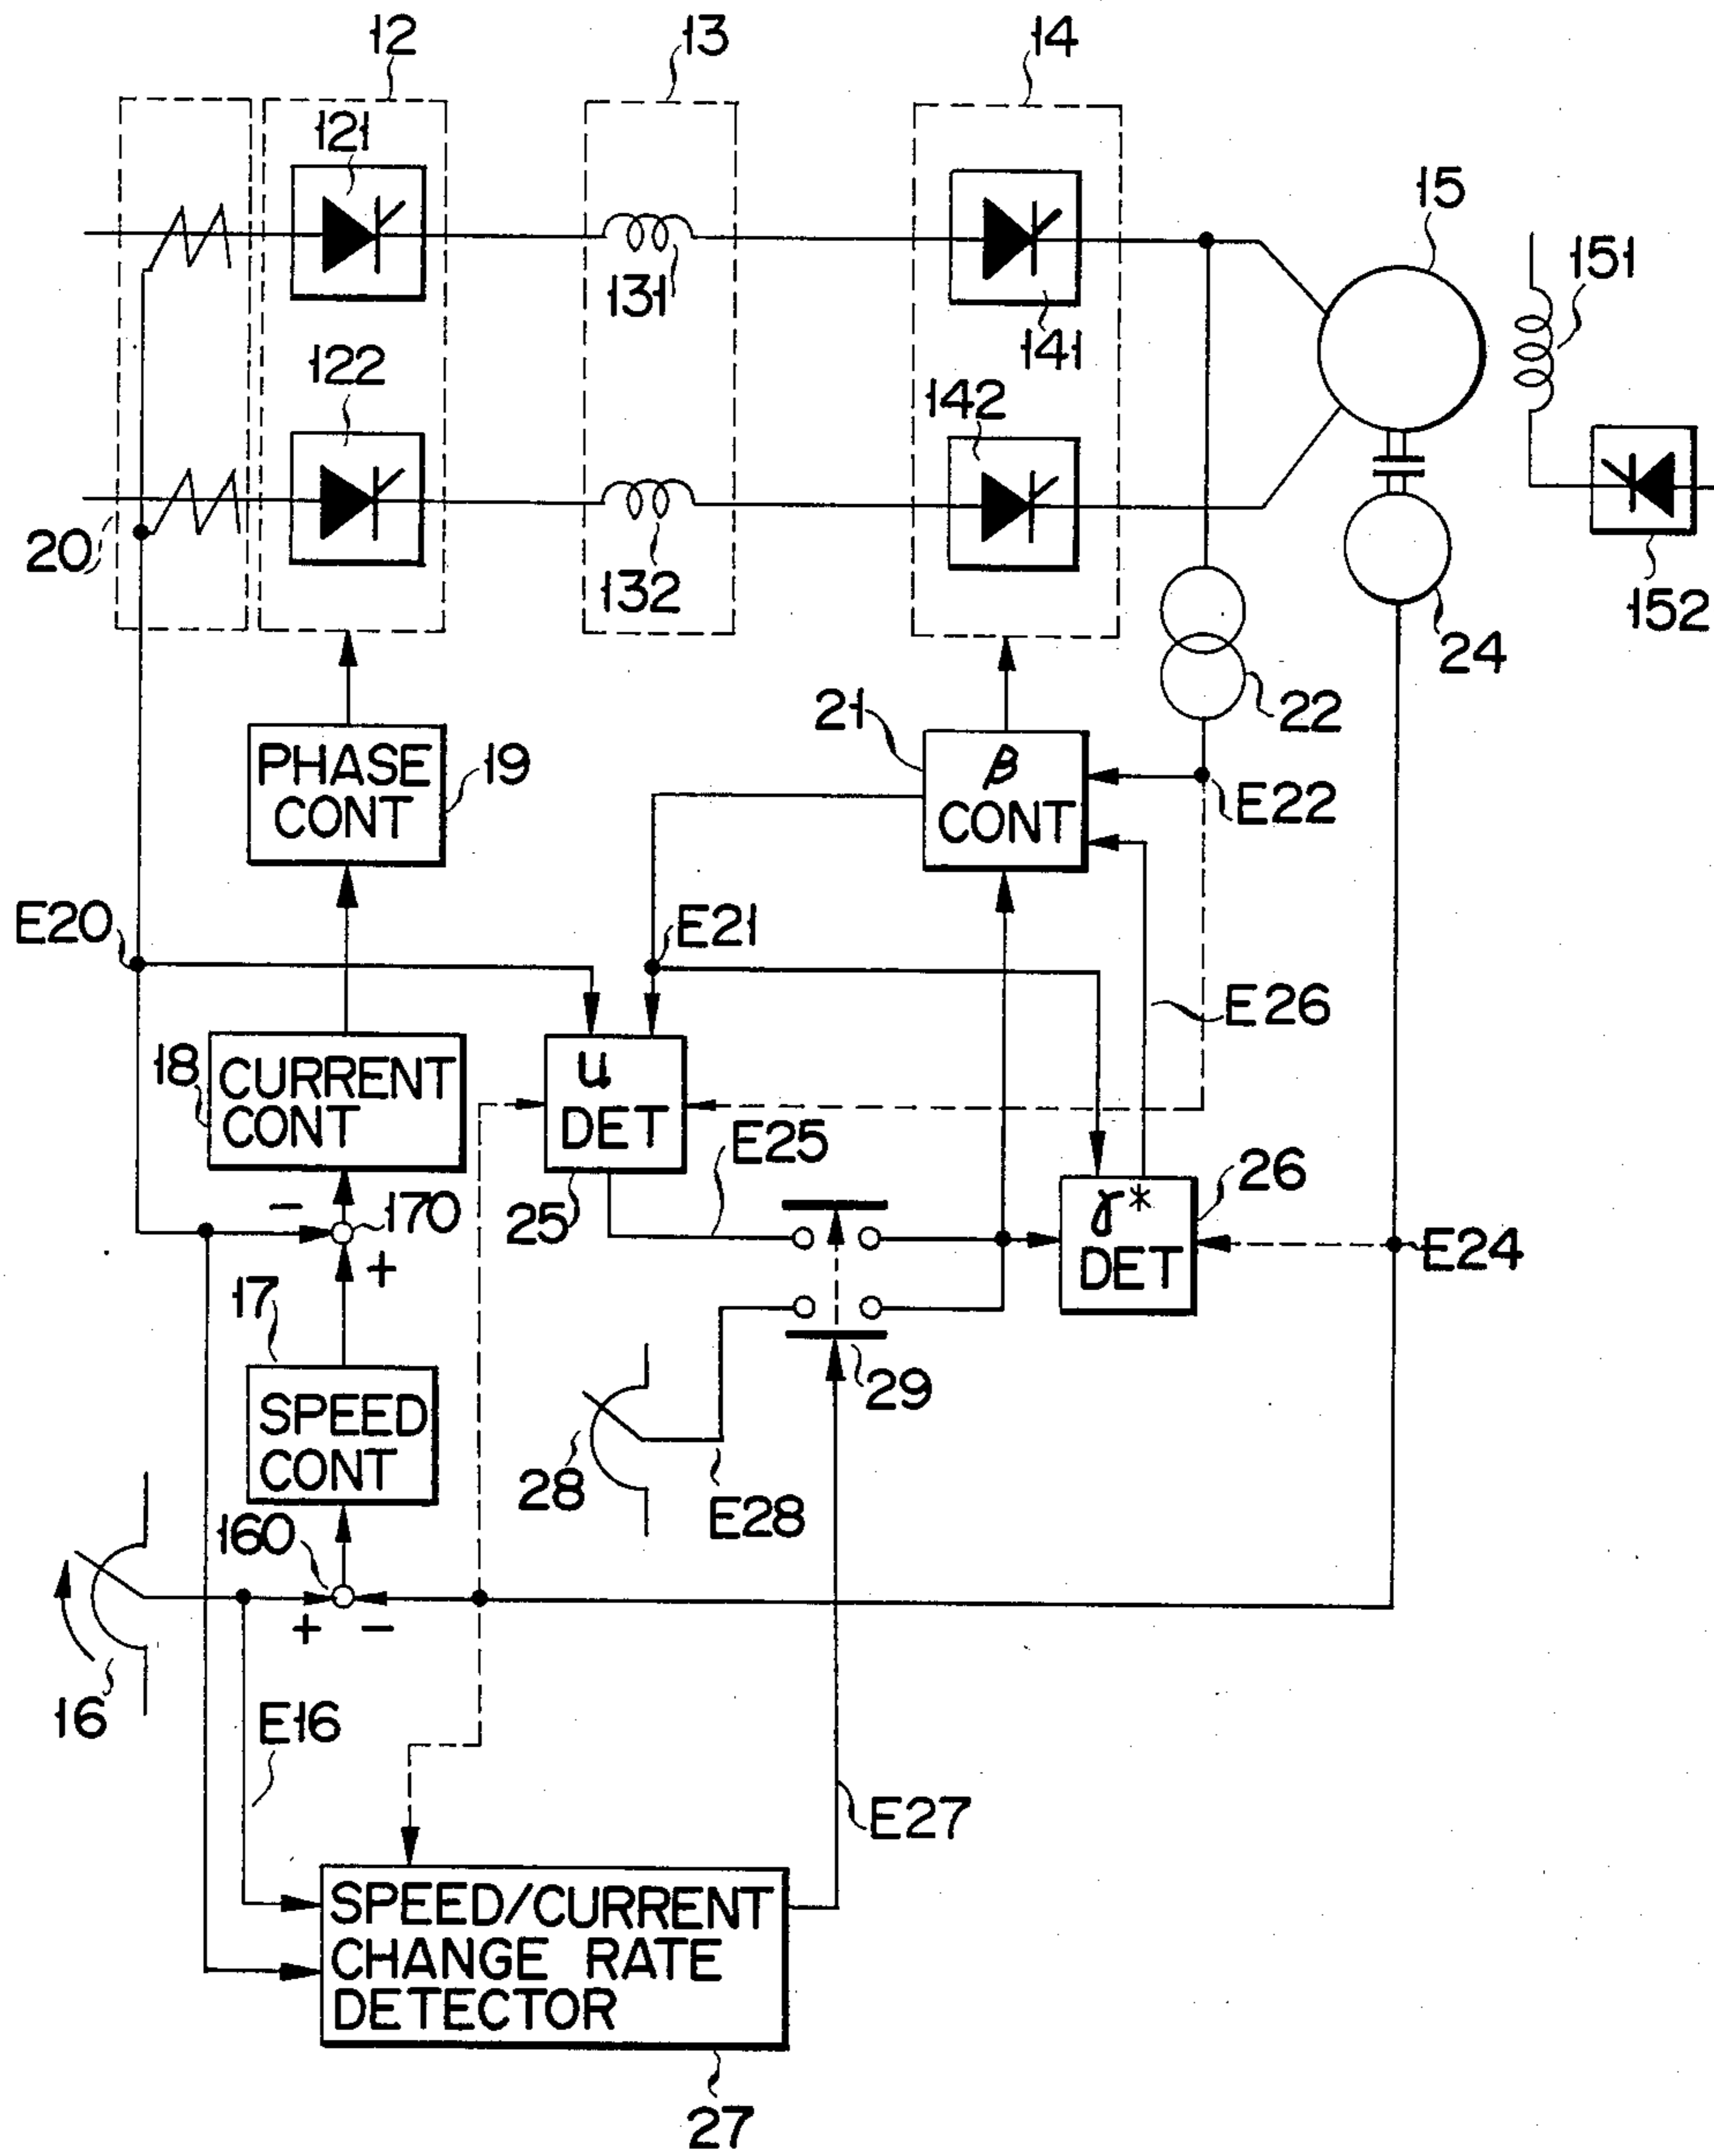 12
13
14
121
15
151
131
141
122
142
20
132
152
24
22
21
PHASE
CONT
19
β
CONT
E22
E20
E21
E26
18
CURRENT
CONT
u
DET
E25
26
-
170
25
γ*
DET
E24
+
17
29
SPEED
CONT
28
E28
160
+
-
16
E16
E27
SPEED/CURRENT
CHANGE RATE
DETECTOR
27